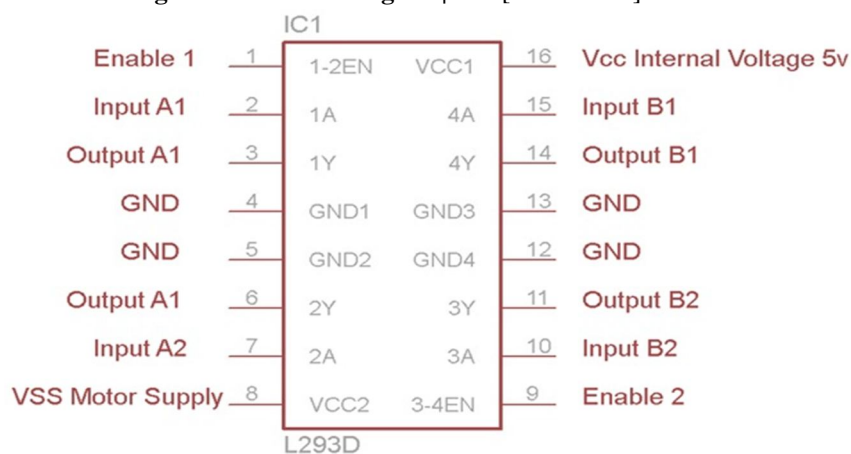 IC1
Enable 1 1 1-2EN VCC1 16 Vcc Internal Voltage 5v
Input A1 2 1A 4A 15 Input B1
Output A1 3 1Y 4Y 14 Output B1
GND 4 GND1 GND3 13 GND
GND 5 GND2 GND4 12 GND
Output A1 6 2Y 3Y 11 Output B2
Input A2 7 2A 3A 10 Input B2
VSS Motor Supply 8 VCC2 3-4EN 9 Enable 2
L293D